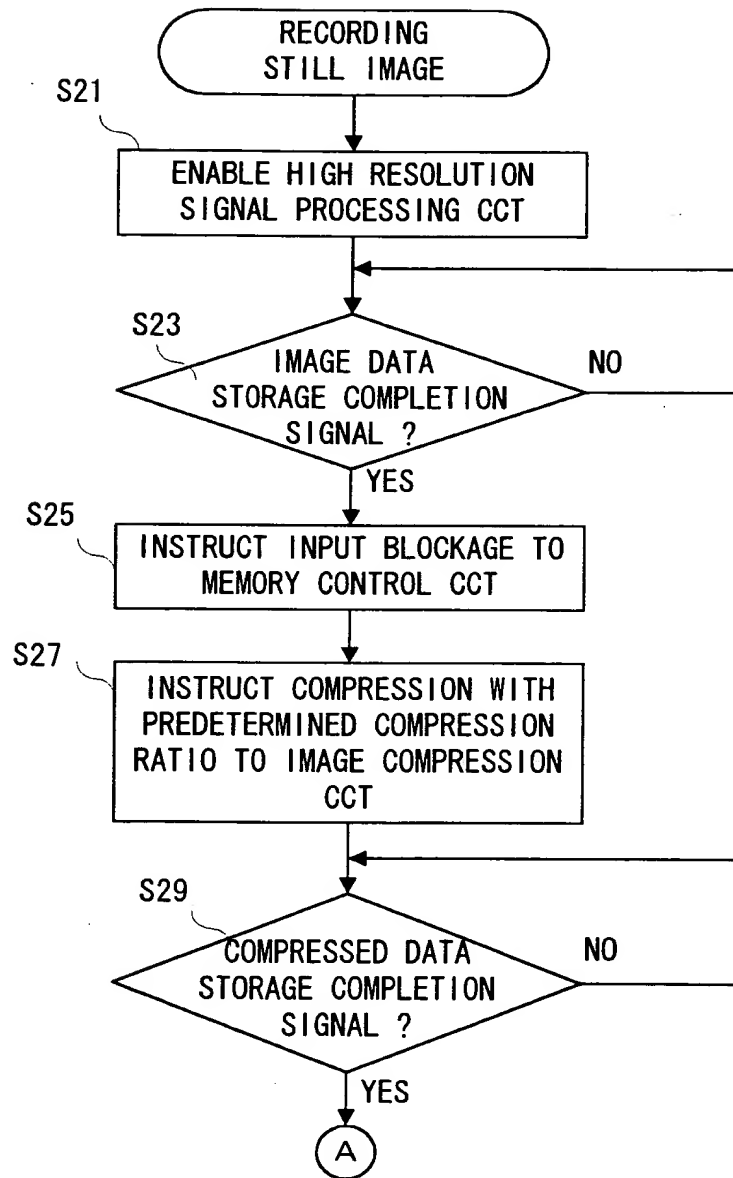 RECORDING
STILL IMAGE
S21
ENABLE HIGH RESOLUTION
SIGNAL PROCESSING CCT
S23
IMAGE DATA
STORAGE COMPLETION
SIGNAL ?
NO
YES
S25
INSTRUCT INPUT BLOCKAGE TO
MEMORY CONTROL CCT
S27
INSTRUCT COMPRESSION WITH
PREDETERMINED COMPRESSION
RATIO TO IMAGE COMPRESSION
CCT
S29
COMPRESSED DATA
STORAGE COMPLETION
SIGNAL ?
NO
YES
A